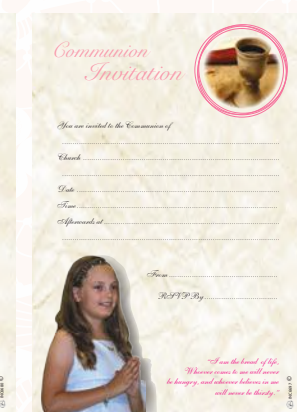 Communion
Invitation
You are invited to the Communion of
Church
Date
Time
Afterwards at
From
RSVP By
"I am the bread of life,
Whoever comes to me will never
be hungry, and whoever believes in me
will never be thirsty."